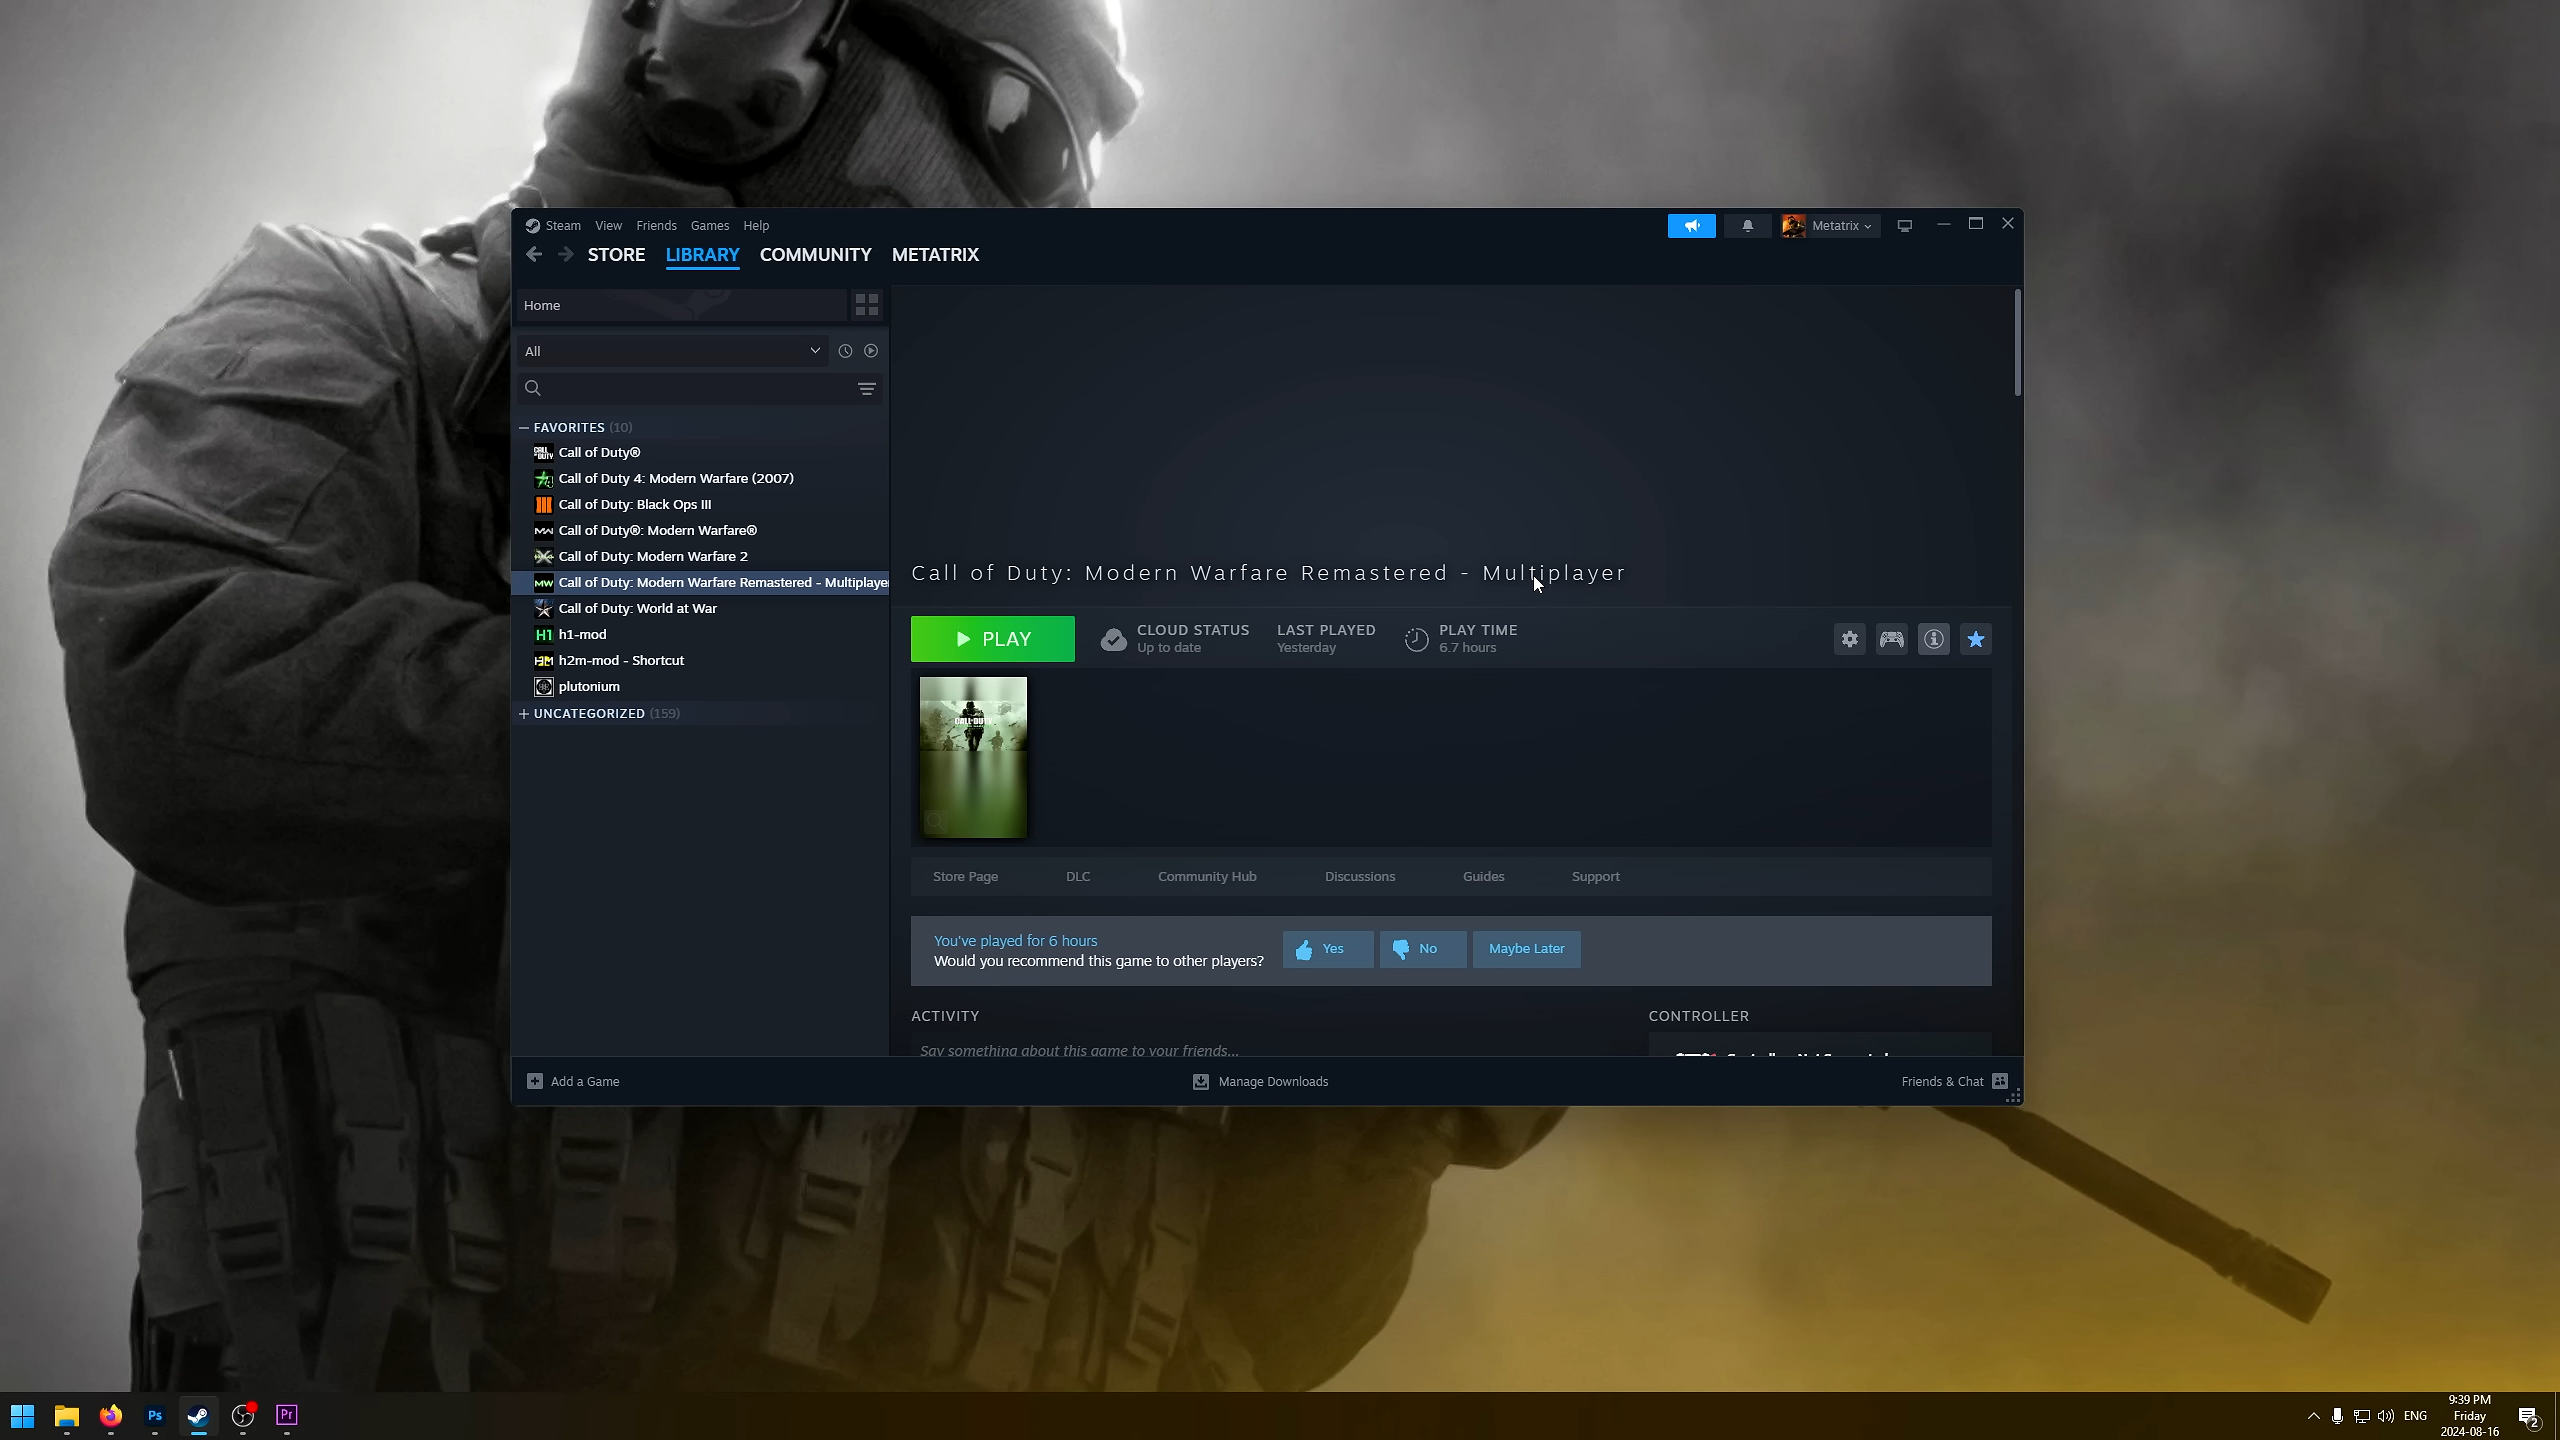 Steam View Friends Games Help
Metatrix
STORE LIBRARY COMMUNITY METATRIX
Home
All
FAVORITES (10)
Call of Duty®
Call of Duty 4: Modern Warfare (2007)
Call of Duty: Black Ops III
Call of Duty®: Modern Warfare®
Call of Duty: Modern Warfare 2
Call of Duty: Modern Warfare Remastered - Multiplayer
Call of Duty: World at War
H1 h1-mod
h2m-mod - Shortcut
plutonium
UNCATEGORIZED (159)
Call of Duty: Modern Warfare Remastered - Multiplayer
PLAY
CLOUD STATUS
Up to date
LAST PLAYED
Yesterday
PLAY TIME
6.7 hours
CALL OF DUTY
Store Page DLC Community Hub Discussions Guides Support
You've played for 6 hours
Would you recommend this game to other players?
Yes No Maybe Later
ACTIVITY
CONTROLLER
Say something about this game to your friends...
Add a Game
Manage Downloads
Friends & Chat
Ps
Pr
ENG
9:39 PM
Friday
2024-08-16
2